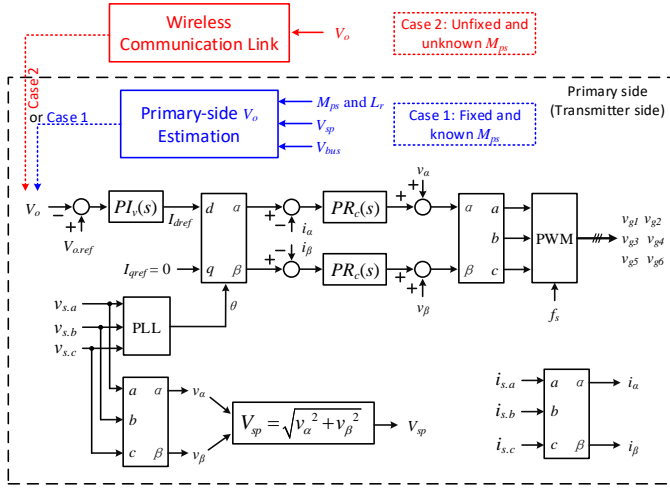 Wireless
Communication Link
V_o
Case 2: Unfixed and
unknown M_ps
Case 2
or Case 1
Primary-side V_o
Estimation
M_ps and L_r
V_sp
V_bus
Case 1: Fixed and
known M_ps
Primary side
(Transmitter side)
V_o
−
+
V_o.ref
PI_v(s)
I_dref
d
α
q
β
I_qref = 0
θ
+
−
i_α
PR_c(s)
+
+
v_α
−
+
i_β
PR_c(s)
+
+
v_β
α
β
a
b
c
PWM
f_s
v_g1 v_g2
v_g3 v_g4
v_g5 v_g6
v_s.a
v_s.b
v_s.c
PLL
a
b
c
α
β
v_α
v_β
V_sp = √(v_α² + v_β²)
V_sp
i_s.a
i_s.b
i_s.c
a
b
c
α
β
i_α
i_β